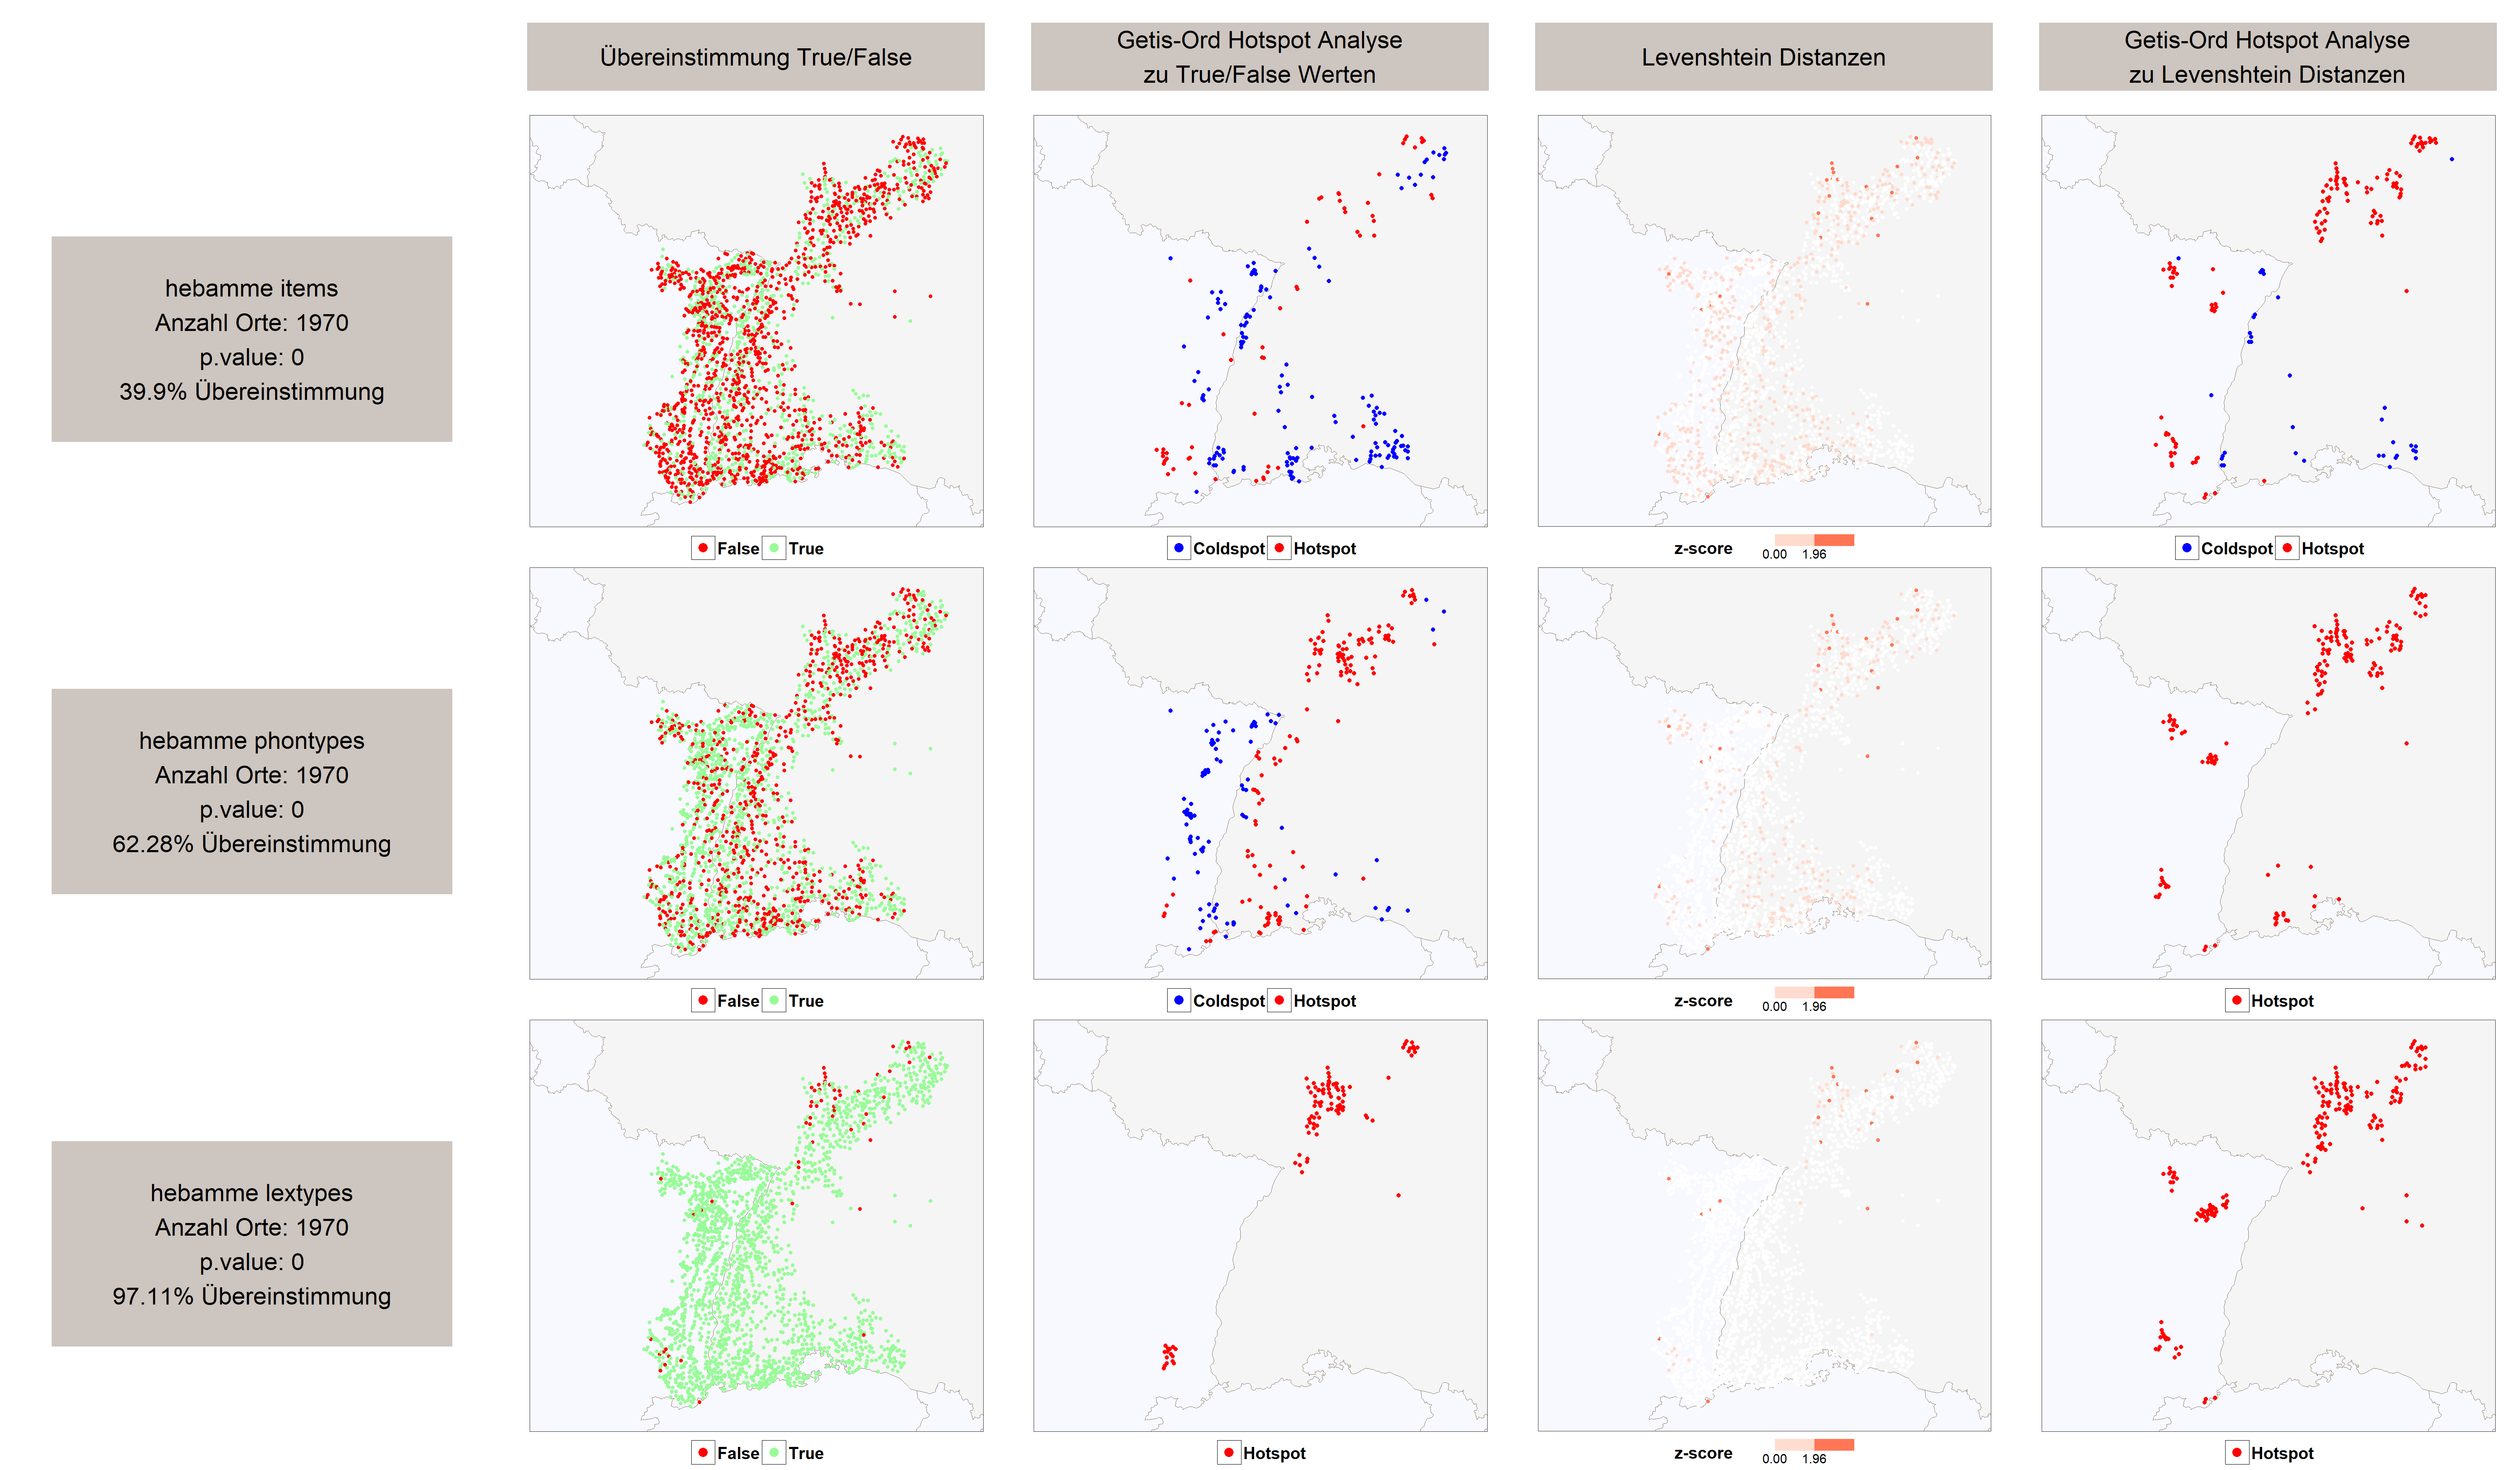 Übereinstimmung True/False
Getis-Ord Hotspot Analyse
zu True/False Werten
Levenshtein Distanzen
Getis-Ord Hotspot Analyse
zu Levenshtein Distanzen
hebamme items
Anzahl Orte: 1970
p.value: 0
39.9% Übereinstimmung
False True
Coldspot Hotspot
z-score
0.00 1.96
Coldspot Hotspot
hebamme phontypes
Anzahl Orte: 1970
p.value: 0
62.28% Übereinstimmung
False True
Coldspot Hotspot
z-score
0.00 1.96
Hotspot
hebamme lextypes
Anzahl Orte: 1970
p.value: 0
97.11% Übereinstimmung
False True
Hotspot
z-score
0.00 1.96
Hotspot